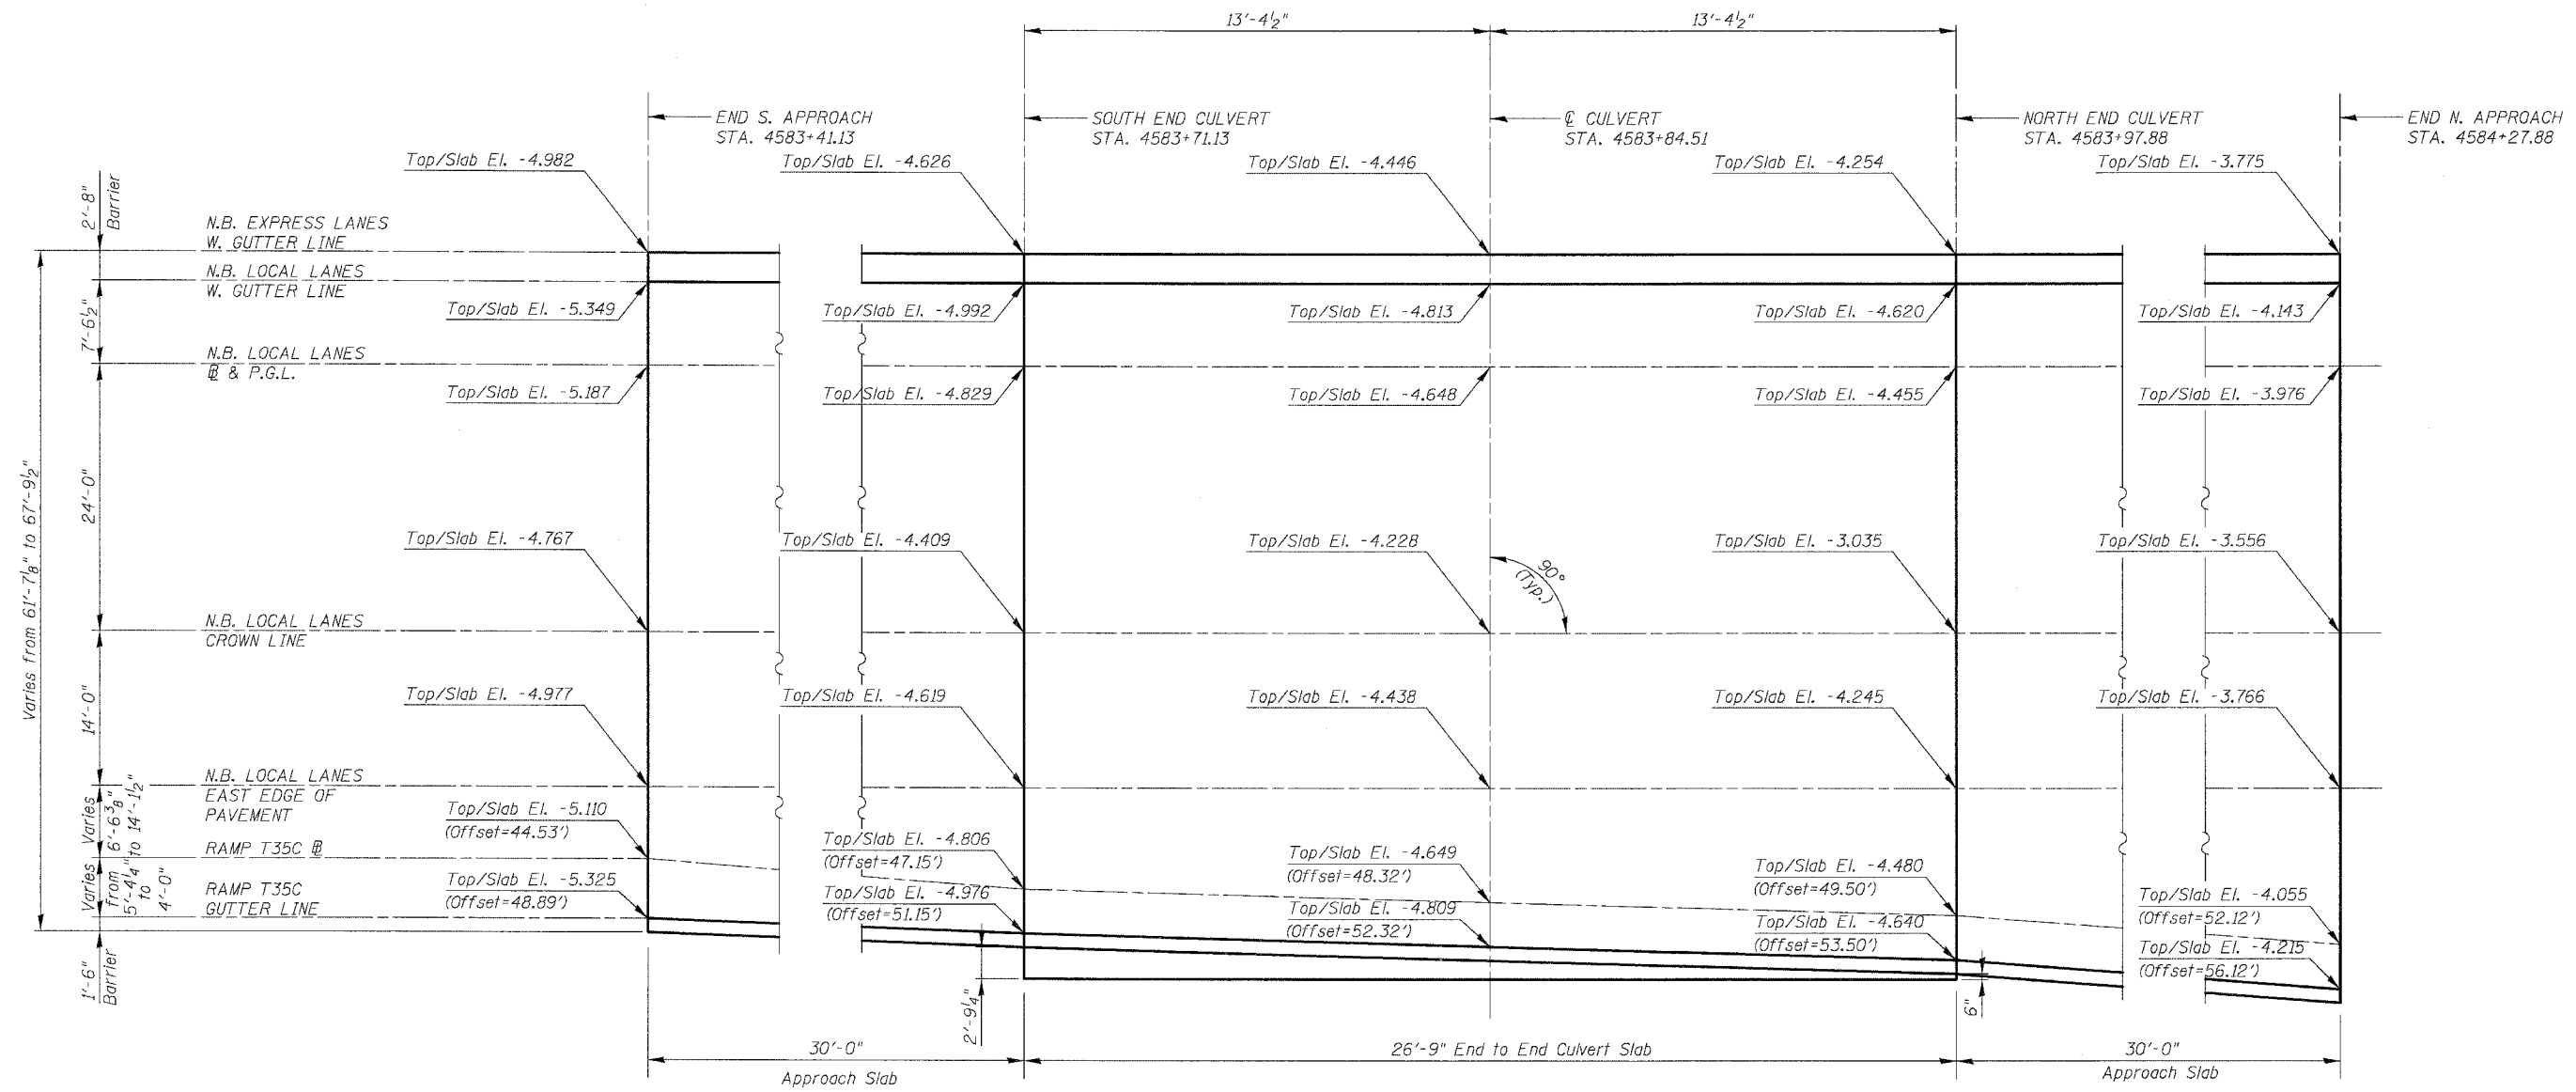 13'-4½"
13'-4½"
END S. APPROACH
STA. 4583+41.13
SOUTH END CULVERT
STA. 4583+71.13
℄ CULVERT
STA. 4583+84.51
NORTH END CULVERT
STA. 4583+97.88
END N. APPROACH
STA. 4584+27.88
Top/Slab El. -4.982
Top/Slab El. -4.626
Top/Slab El. -4.446
Top/Slab El. -4.254
Top/Slab El. -3.775
2'-8"
Barrier
N.B. EXPRESS LANES
W. GUTTER LINE
N.B. LOCAL LANES
W. GUTTER LINE
Top/Slab El. -5.349
Top/Slab El. -4.992
Top/Slab El. -4.813
Top/Slab El. -4.620
Top/Slab El. -4.143
7'-6½"
N.B. LOCAL LANES
BL & P.G.L.
Top/Slab El. -5.187
Top/Slab El. -4.829
Top/Slab El. -4.648
Top/Slab El. -4.455
Top/Slab El. -3.976
Varies from 61'-7⅛" to 67'-9½"
24'-0"
Top/Slab El. -4.767
Top/Slab El. -4.409
Top/Slab El. -4.228
Top/Slab El. -3.035
Top/Slab El. -3.556
90°
(Typ.)
N.B. LOCAL LANES
CROWN LINE
14'-0"
Top/Slab El. -4.977
Top/Slab El. -4.619
Top/Slab El. -4.438
Top/Slab El. -4.245
Top/Slab El. -3.766
N.B. LOCAL LANES
EAST EDGE OF
PAVEMENT
Varies
6'-6⅜"
to 14'-1½"
Top/Slab El. -5.110
(Offset=44.53')
Top/Slab El. -4.806
(Offset=47.15')
Top/Slab El. -4.649
(Offset=48.32')
Top/Slab El. -4.480
(Offset=49.50')
Top/Slab El. -4.055
(Offset=52.12')
RAMP T35C BL
Varies
from
5'-4¼"
to
4'-0"
RAMP T35C
GUTTER LINE
Top/Slab El. -5.325
(Offset=48.89')
Top/Slab El. -4.976
(Offset=51.15')
Top/Slab El. -4.809
(Offset=52.32')
Top/Slab El. -4.640
(Offset=53.50')
Top/Slab El. -4.215
(Offset=56.12')
1'-6"
Barrier
2'-9¼"
6"
30'-0"
Approach Slab
26'-9" End to End Culvert Slab
30'-0"
Approach Slab